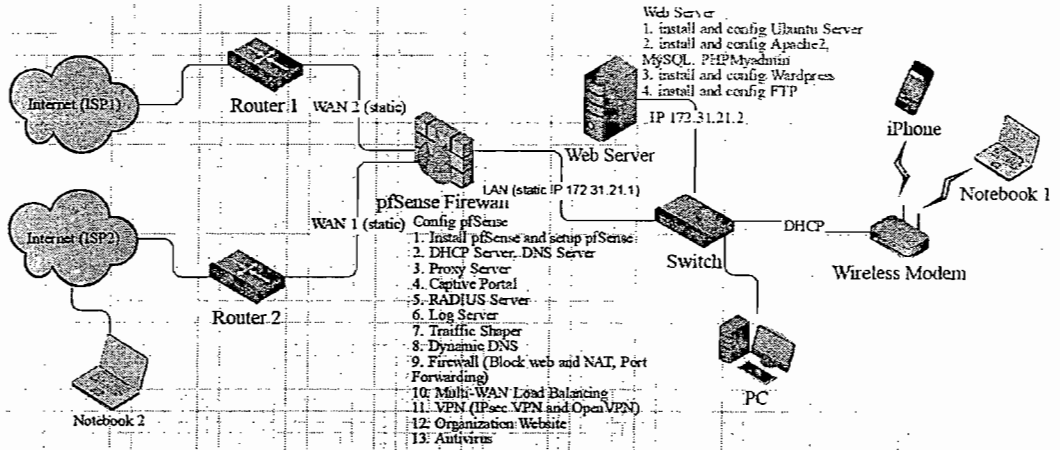 Web Server
1. install and config Ubuntu Server
2. install and config Apache2,
MySQL, PHPMyadmin
3. install and config Wardpress
4. install and config FTP
IP 172.31.21.2
Web Server
Internet (ISP1)
Router 1
WAN 2 (static)
iPhone
Notebook 1
pfSense Firewall
LAN (static IP 172 31.21.1)
Internet (ISP2)
WAN 1 (static)
Router 2
Notebook 2
Config pfSense
1. Install pfSense and setup pfSense
2. DHCP Server, DNS Server
3. Proxy Server
4. Captive Portal
5. RADIUS Server
6. Log Server
7. Traiffic Shaper
8. Dynamic DNS
9. Firewall (Block web and NAT, Port
Forwarding)
10. Multi-WAN Load Balancing
11. VPN (IPsec VPN and OpenVPN)
12. Organization Website
13. Antivirus
Switch
DHCP
Wireless Modem
PC